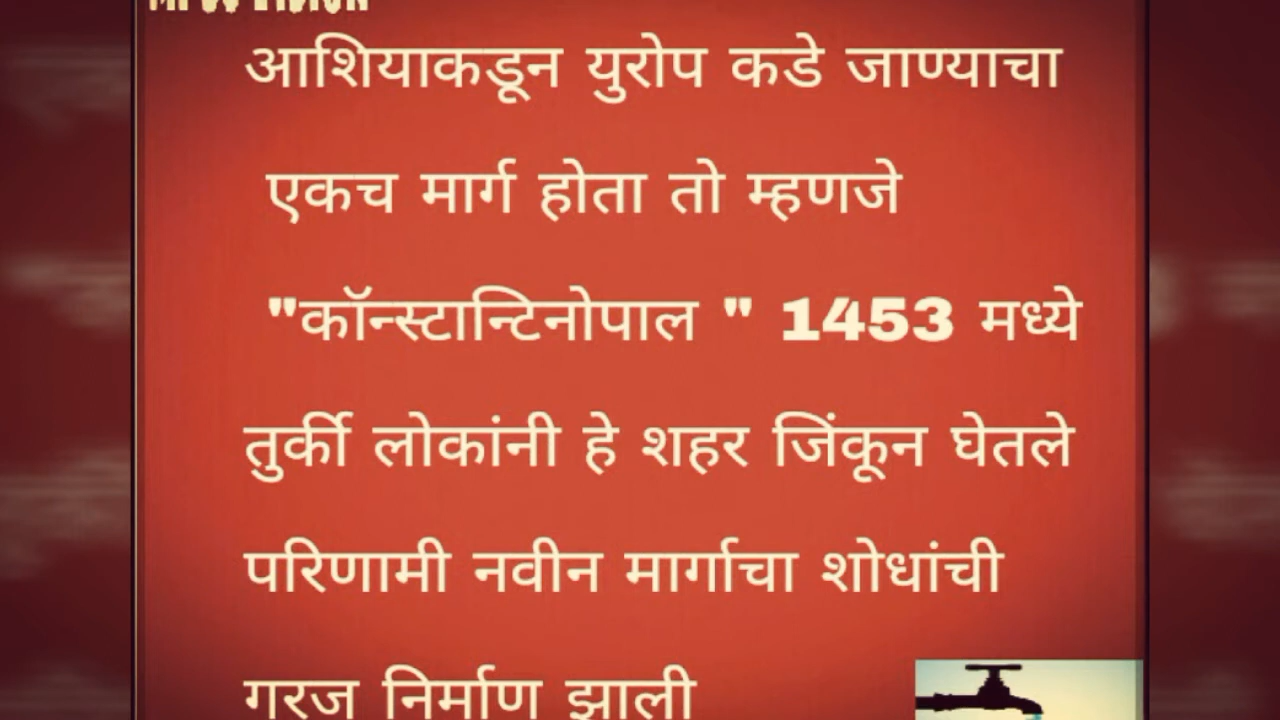 आशियाकडून युरोप कडे जाण्याचा
एकच मार्ग होता तो म्हणजे
"कॉन्स्टान्टिनोपाल " 1453 मध्ये
तुर्की लोकांनी हे शहर जिंकून घेतले
परिणामी नवीन मार्गाचा शोधांची
गरज निर्माण झाली